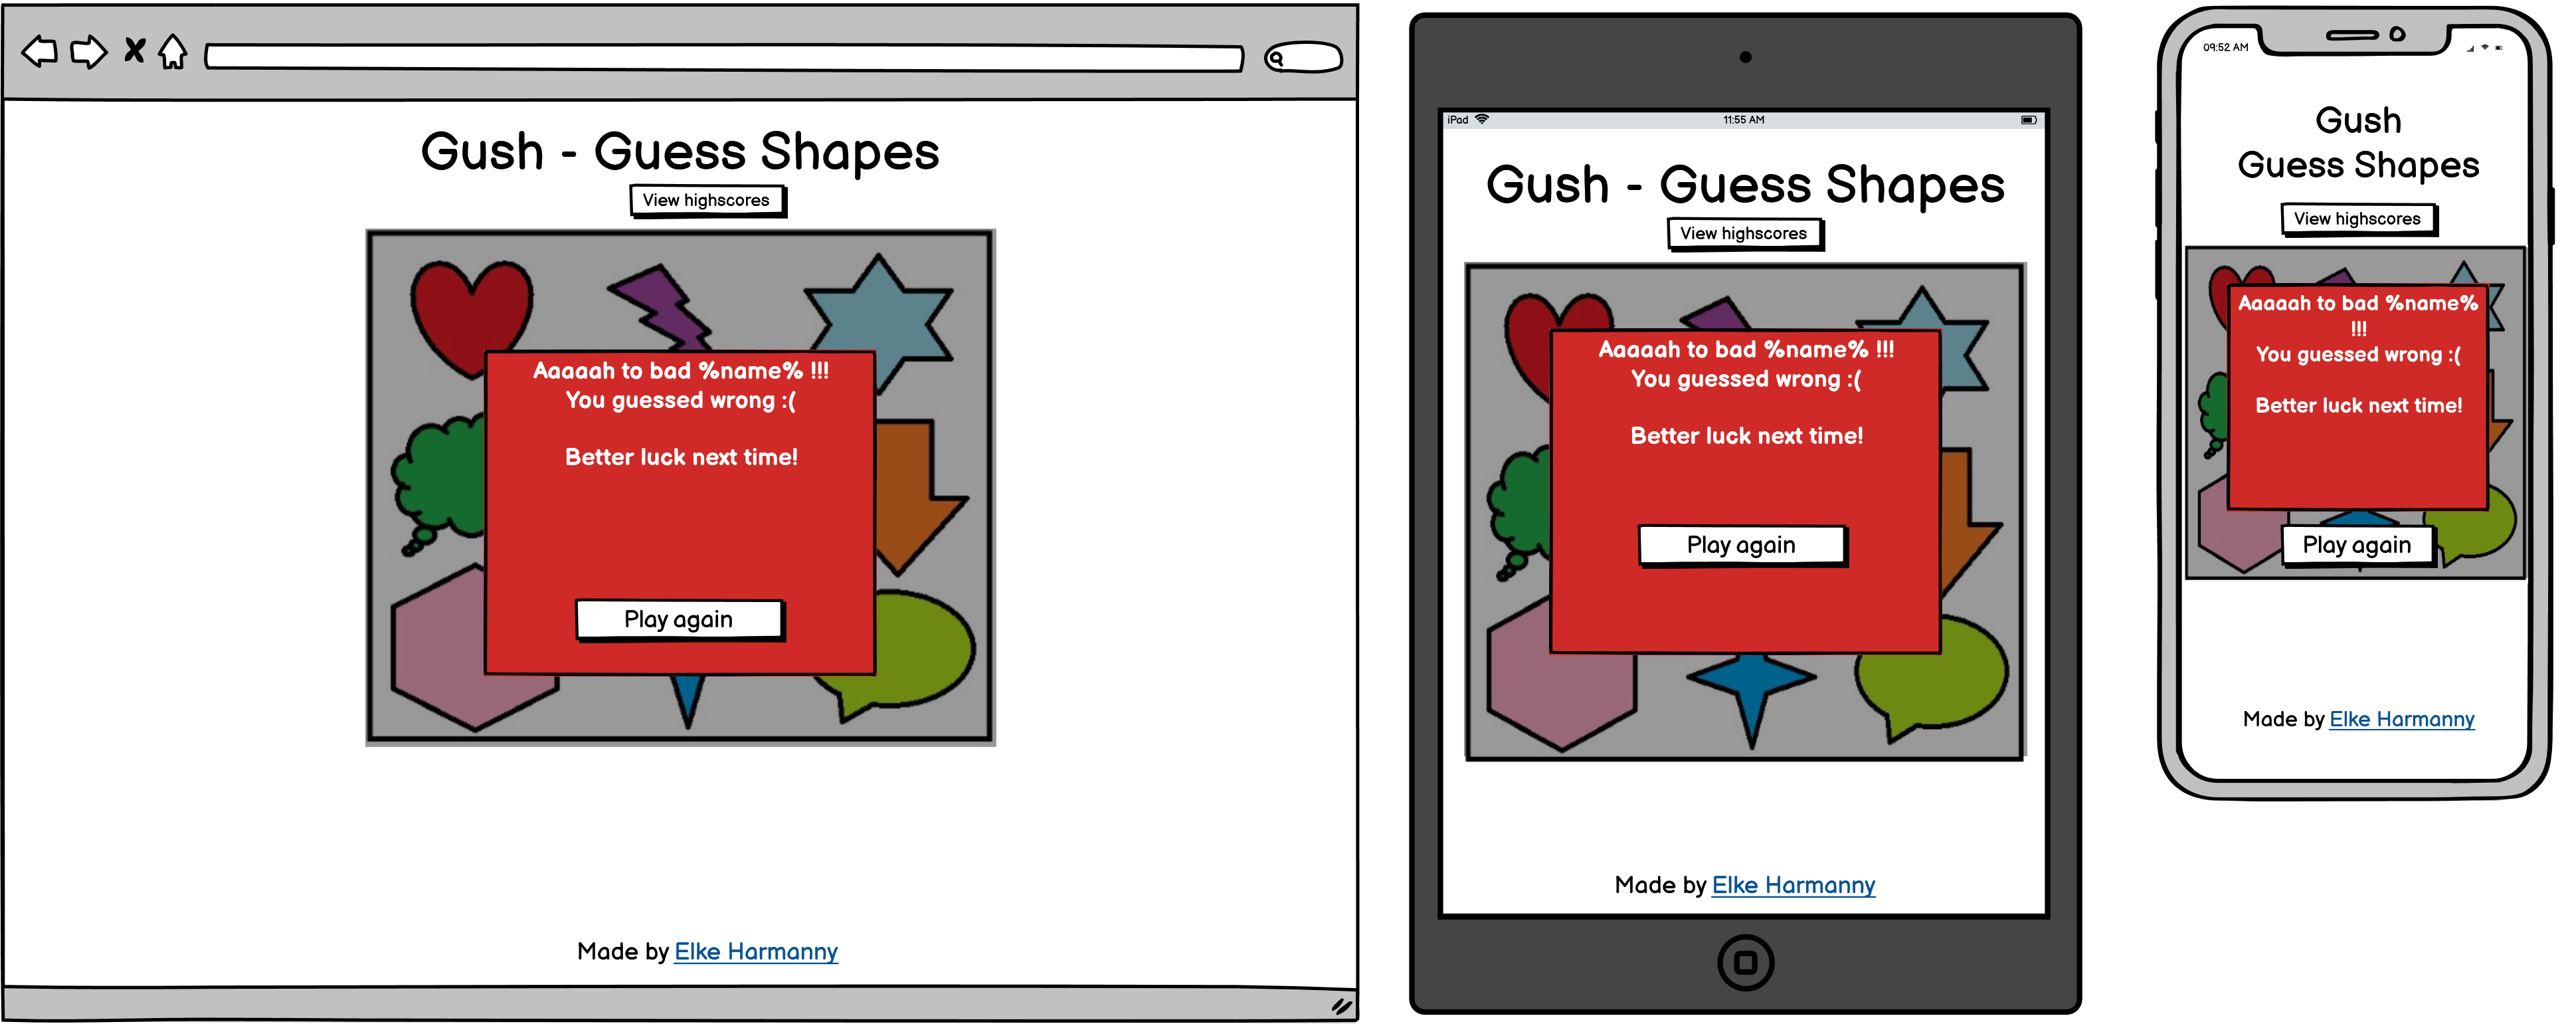 Gush - Guess Shapes
View highscores
Aaaaah to bad %name% !!!
You guessed wrong :(
Better luck next time!
Play again
Made by Elke Harmanny
iPad
11:55 AM
Gush - Guess Shapes
View highscores
Aaaaah to bad %name% !!!
You guessed wrong :(
Better luck next time!
Play again
Made by Elke Harmanny
09:52 AM
Gush
Guess Shapes
View highscores
Aaaaah to bad %name%
!!!
You guessed wrong :(
Better luck next time!
Play again
Made by Elke Harmanny